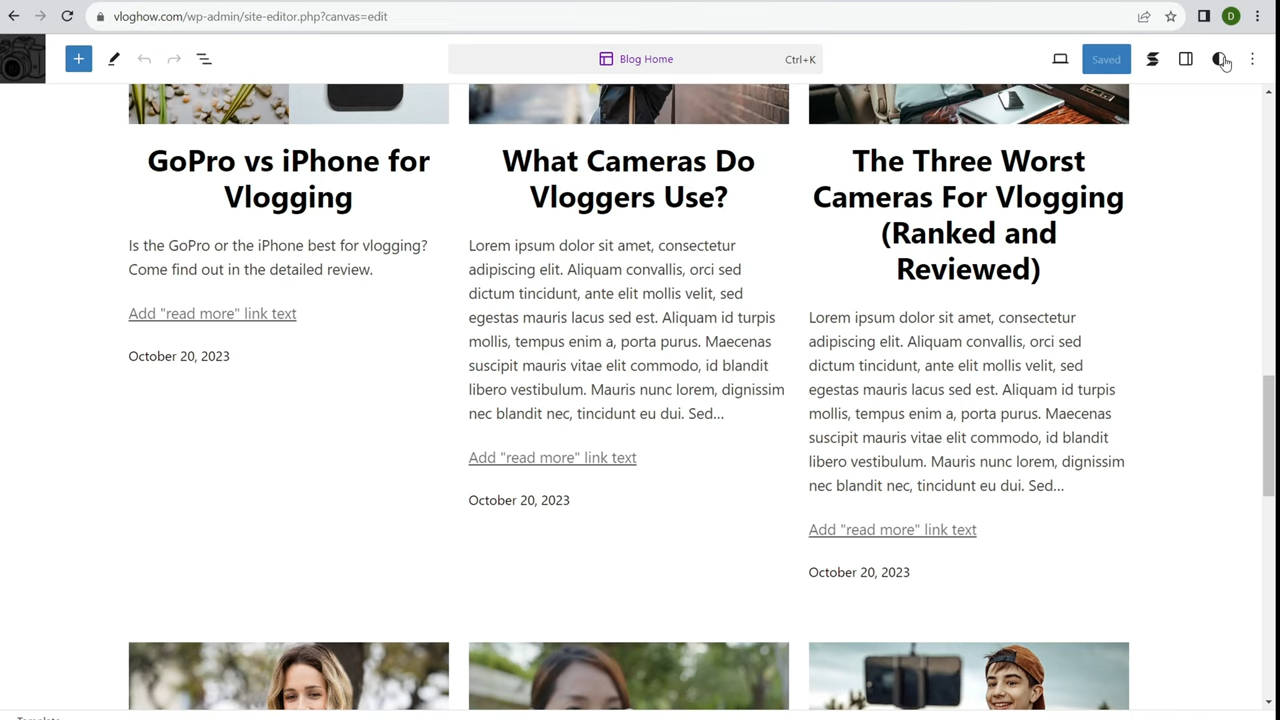 vloghow.com/wp-admin/site-editor.php?canvas=edit
D
Blog Home
Ctrl+K
Saved
GoPro vs iPhone for
Vlogging
Is the GoPro or the iPhone best for vlogging?
Come find out in the detailed review.
Add "read more" link text
October 20, 2023
What Cameras Do
Vloggers Use?
Lorem ipsum dolor sit amet, consectetur
adipiscing elit. Aliquam convallis, orci sed
dictum tincidunt, ante elit mollis velit, sed
egestas mauris lacus sed est. Aliquam id turpis
mollis, tempus enim a, porta purus. Maecenas
suscipit mauris vitae elit commodo, id blandit
libero vestibulum. Mauris nunc lorem, dignissim
nec blandit nec, tincidunt eu dui. Sed…
Add "read more" link text
October 20, 2023
The Three Worst
Cameras For Vlogging
(Ranked and
Reviewed)
Lorem ipsum dolor sit amet, consectetur
adipiscing elit. Aliquam convallis, orci sed
dictum tincidunt, ante elit mollis velit, sed
egestas mauris lacus sed est. Aliquam id turpis
mollis, tempus enim a, porta purus. Maecenas
suscipit mauris vitae elit commodo, id blandit
libero vestibulum. Mauris nunc lorem, dignissim
nec blandit nec, tincidunt eu dui. Sed…
Add "read more" link text
October 20, 2023
Template